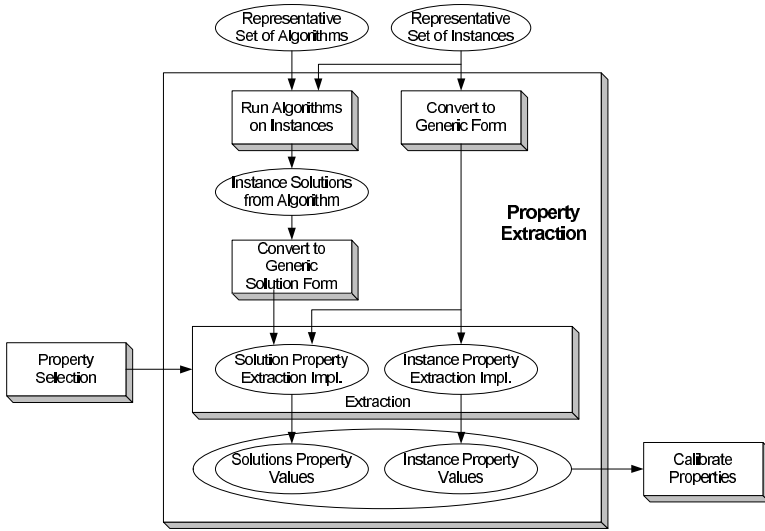 Representative
Set of Algorithms
Representative
Set of Instances
Run Algorithms
on Instances
Convert to
Generic Form
Instance Solutions
from Algorithm
Property
Extraction
Convert to
Generic
Solution Form
Property
Selection
Solution Property
Extraction Impl.
Instance Property
Extraction Impl.
Extraction
Solutions Property
Values
Instance Property
Values
Calibrate
Properties